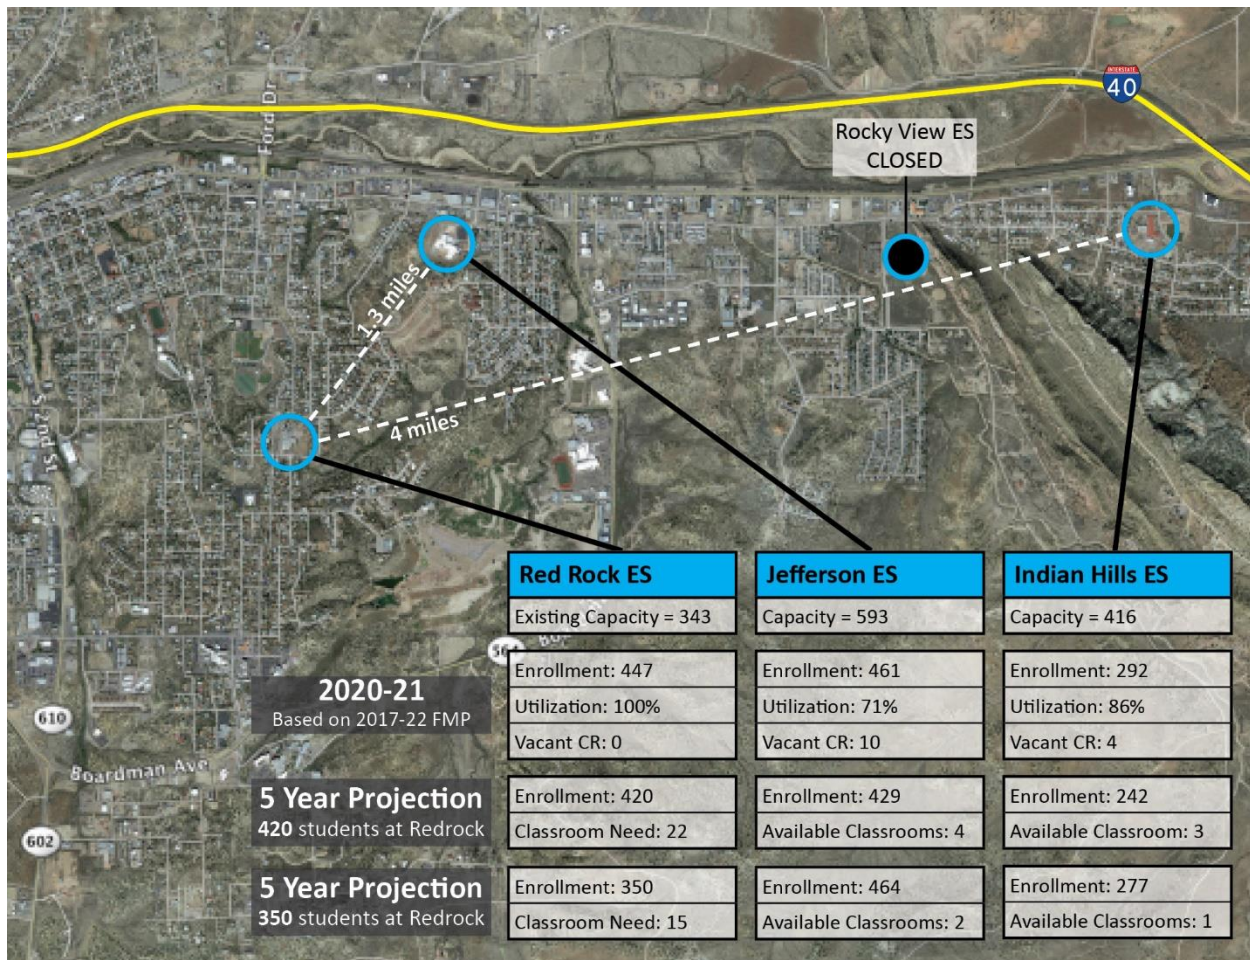 INTERSTATE
40
Rocky View ES
CLOSED
Ford Dr
1.3 miles
4 miles
S 2nd St
Red Rock ES
Existing Capacity = 343
Enrollment: 447
Utilization: 100%
Vacant CR: 0
Enrollment: 420
Classroom Need: 22
Enrollment: 350
Classroom Need: 15
Jefferson ES
Capacity = 593
Enrollment: 461
Utilization: 71%
Vacant CR: 10
Enrollment: 429
Available Classrooms: 4
Enrollment: 464
Available Classrooms: 2
Indian Hills ES
Capacity = 416
Enrollment: 292
Utilization: 86%
Vacant CR: 4
Enrollment: 242
Available Classroom: 3
Enrollment: 277
Available Classrooms: 1
564
2020-21
Based on 2017-22 FMP
5 Year Projection
420 students at Redrock
5 Year Projection
350 students at Redrock
610
Boardman Ave
602